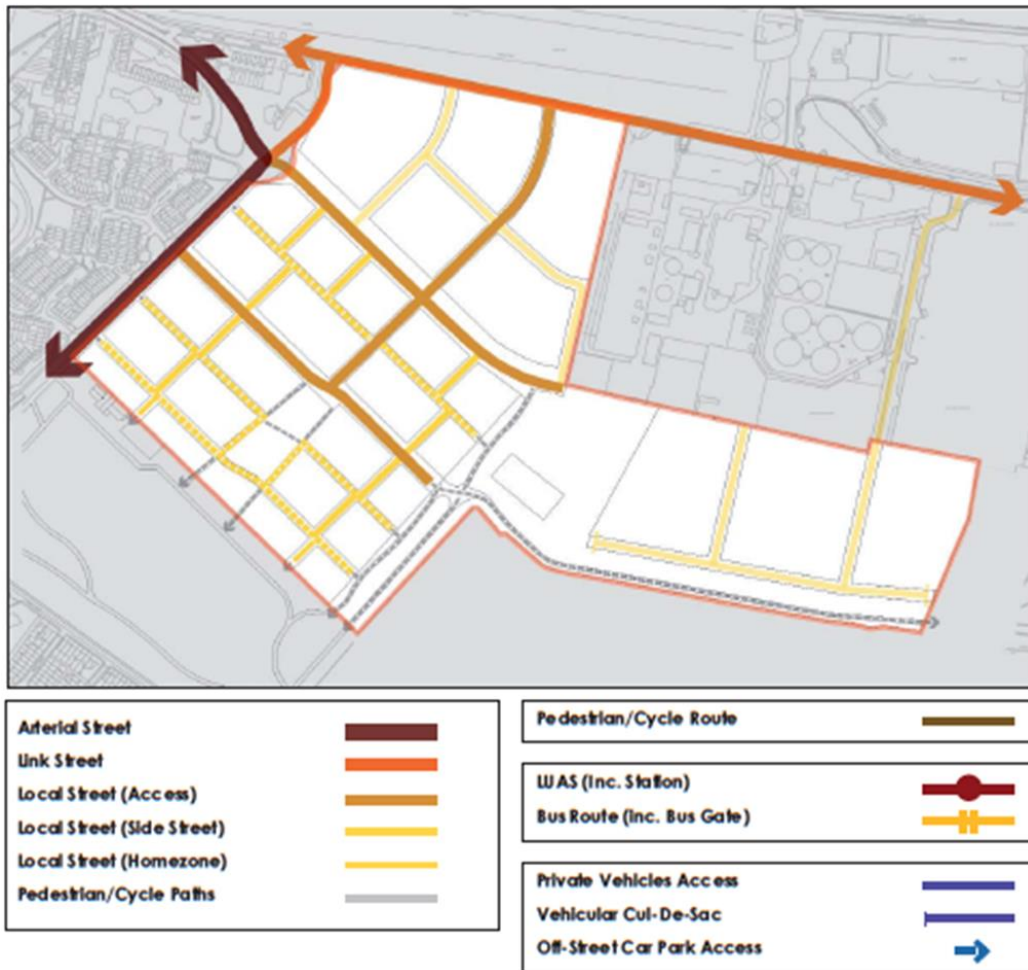 Arterial Street
Link Street
Local Street (Access)
Local Street (Side Street)
Local Street (Homezone)
Pedestrian/Cycle Paths
Pedestrian/Cycle Route
LUAS (Inc. Station)
Bus Route (Inc. Bus Gate)
Private Vehicles Access
Vehicular Cul-De-Sac
Off-Street Car Park Access